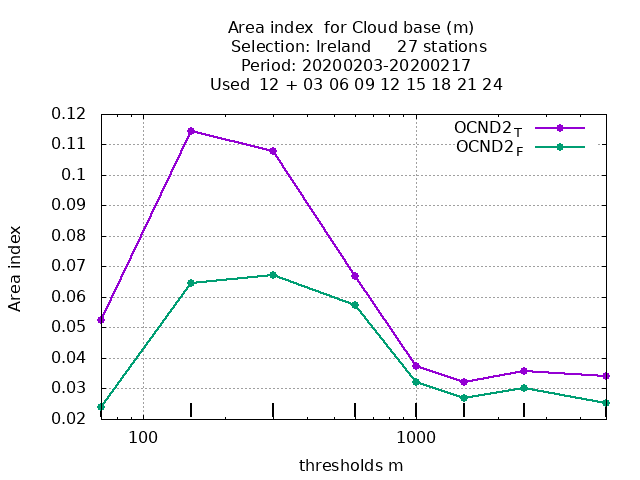 Area index  for Cloud base (m)
Selection: Ireland     27 stations
Period: 20200203-20200217
Used  12 + 03 06 09 12 15 18 21 24
OCND2_T
OCND2_F
0.12
0.11
0.1
0.09
0.08
0.07
0.06
0.05
0.04
0.03
0.02
Area index
100
1000
thresholds m